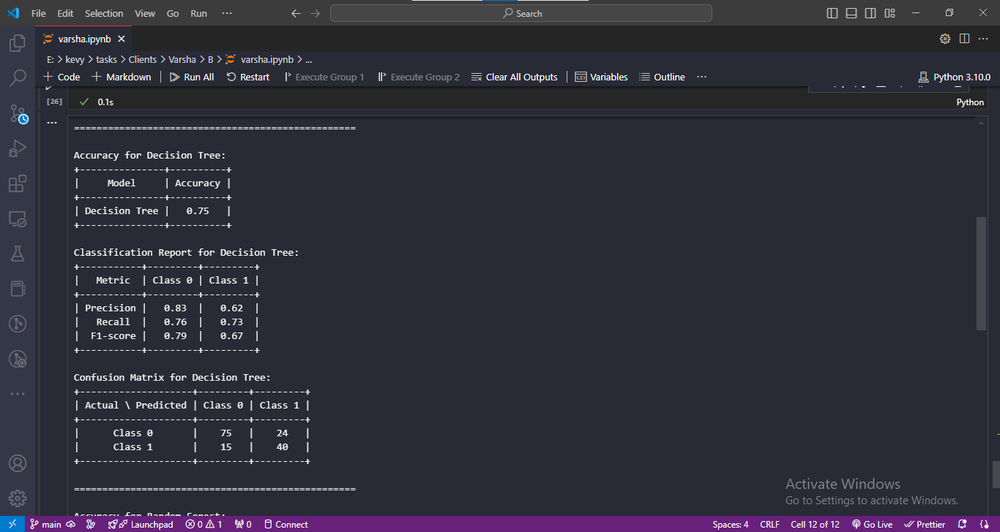 File Edit Selection View Go Run ··· Search
varsha.ipynb
E: > kevy > tasks > Clients > Varsha > B > varsha.ipynb > ...
+ Code + Markdown | Run All Restart Execute Group 1 Execute Group 2 Clear All Outputs | Variables Outline ··· Python 3.10.0
[26] ✓ 0.1s Python
==================================================
Accuracy for Decision Tree:
+---------------+----------+
|     Model     | Accuracy |
+---------------+----------+
| Decision Tree |   0.75   |
+---------------+----------+
Classification Report for Decision Tree:
+-----------+---------+---------+
|   Metric  | Class 0 | Class 1 |
+-----------+---------+---------+
| Precision |   0.83  |   0.62  |
|   Recall  |   0.76  |   0.73  |
|  F1-score |   0.79  |   0.67  |
+-----------+---------+---------+
Confusion Matrix for Decision Tree:
+--------------------+---------+---------+
| Actual \ Predicted | Class 0 | Class 1 |
+--------------------+---------+---------+
|      Class 0       |    75   |    24   |
|      Class 1       |    15   |    40   |
+--------------------+---------+---------+
==================================================
Accuracy for Random Forest:
Activate Windows
Go to Settings to activate Windows.
main Launchpad 0 1 0 Connect Spaces: 4 CRLF Cell 12 of 12 Go Live Prettier